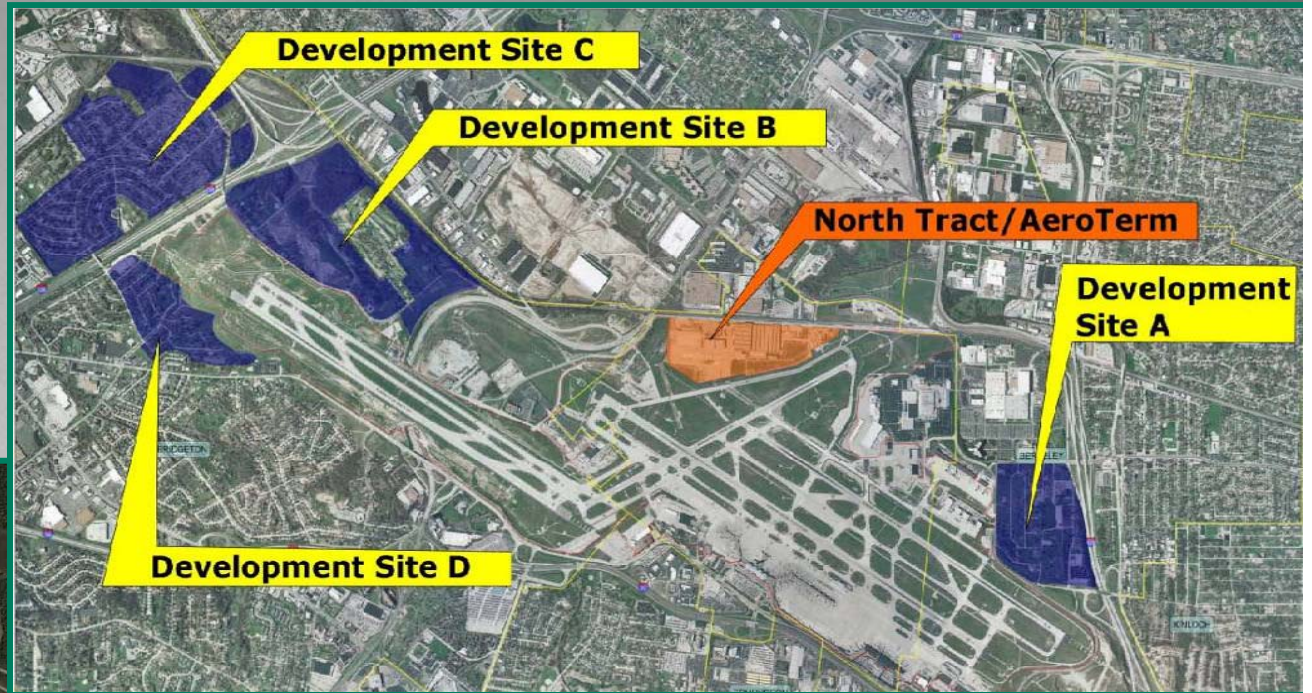 Development Site C
Development Site B
North Tract/AeroTerm
Development
Site A
BRIDGETON
BERKELEY
Development Site D
KINLOCH